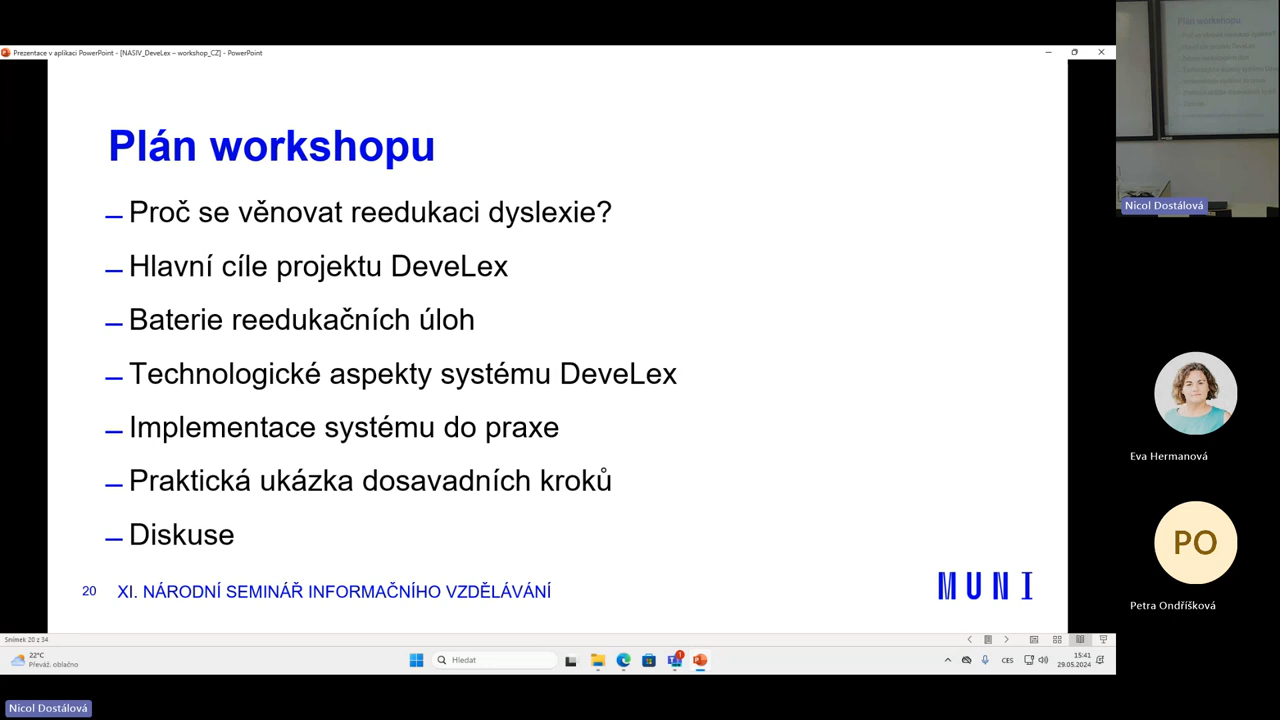 Prezentace v aplikaci PowerPoint - [NASIV_DeveLex – workshop_CZ] - PowerPoint
Plán workshopu
– Proč se věnovat reedukaci dyslexie?
– Hlavní cíle projektu DeveLex
– Baterie reedukačních úloh
– Technologické aspekty systému DeveLex
– Implementace systému do praxe
– Praktická ukázka dosavadních kroků
– Diskuse
20 XI. NÁRODNÍ SEMINÁŘ INFORMAČNÍHO VZDĚLÁVÁNÍ
MUNI
Snímek 20 z 34
22°C
Převáž. oblačno
Hledat
1
CES
15:41
29.05.2024
Plán workshopu
Nicol Dostálová
Eva Hermanová
PO
Petra Ondříšková
Nicol Dostálová